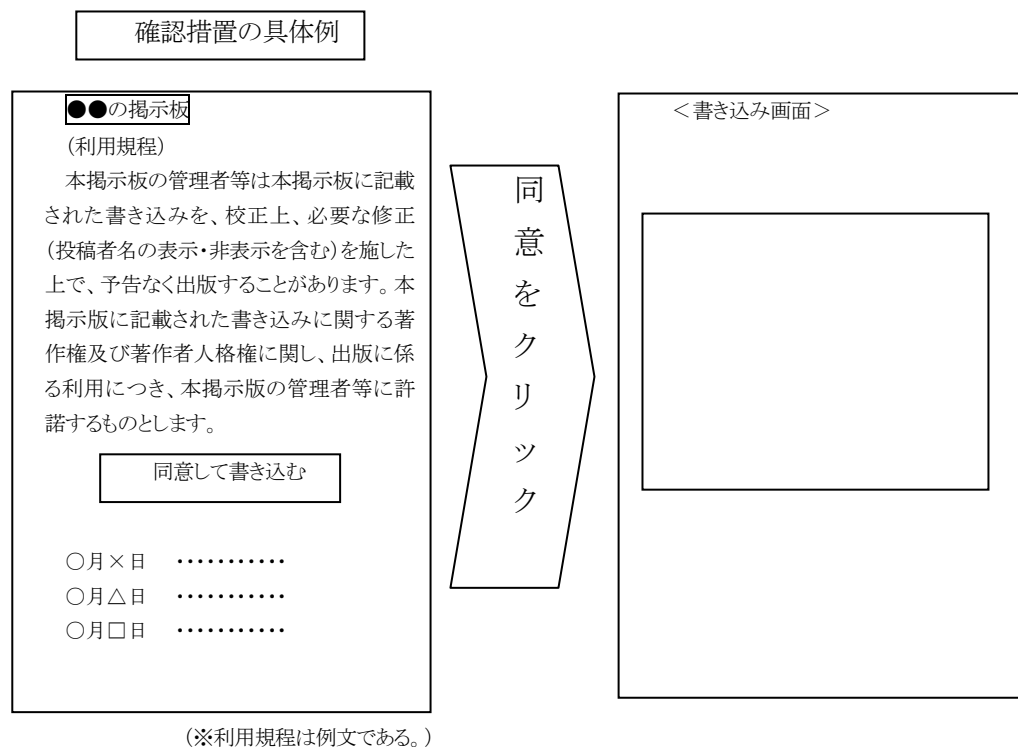 確認措置の具体例
●●の掲示板
(利用規程)
本掲示板の管理者等は本掲示板に記載
された書き込みを、校正上、必要な修正
(投稿者名の表示・非表示を含む)を施した
上で、予告なく出版することがあります。本
掲示版に記載された書き込みに関する著
作権及び著作者人格権に関し、出版に係
る利用につき、本掲示版の管理者等に許
諾するものとします。
同意して書き込む
○月×日 ・・・・・・・・・・・
○月△日 ・・・・・・・・・・・
○月□日 ・・・・・・・・・・・
(※利用規程は例文である。)
同意をクリック
＜書き込み画面＞